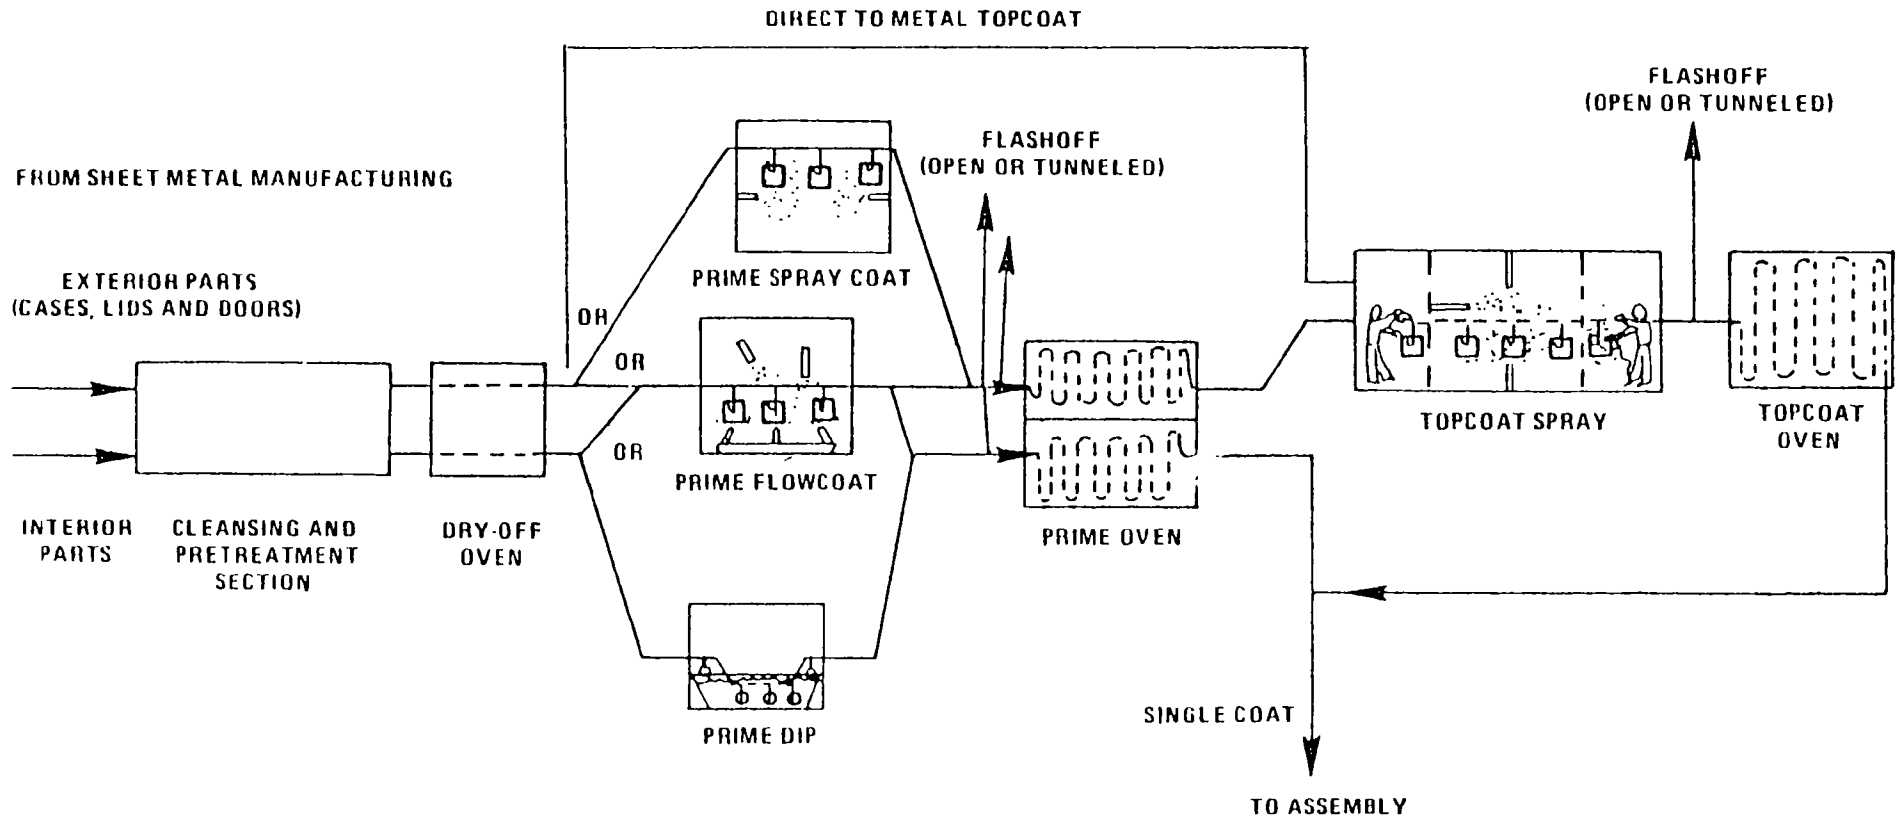 DIRECT TO METAL TOPCOAT
FLASHOFF
(OPEN OR TUNNELED)
FLASHOFF
(OPEN OR TUNNELED)
FROM SHEET METAL MANUFACTURING
EXTERIOR PARTS
(CASES, LIDS AND DOORS)
PRIME SPRAY COAT
OR
OR
OR
PRIME FLOWCOAT
TOPCOAT SPRAY
TOPCOAT
OVEN
INTERIOR
PARTS
CLEANSING AND
PRETREATMENT
SECTION
DRY-OFF
OVEN
PRIME OVEN
PRIME DIP
SINGLE COAT
TO ASSEMBLY